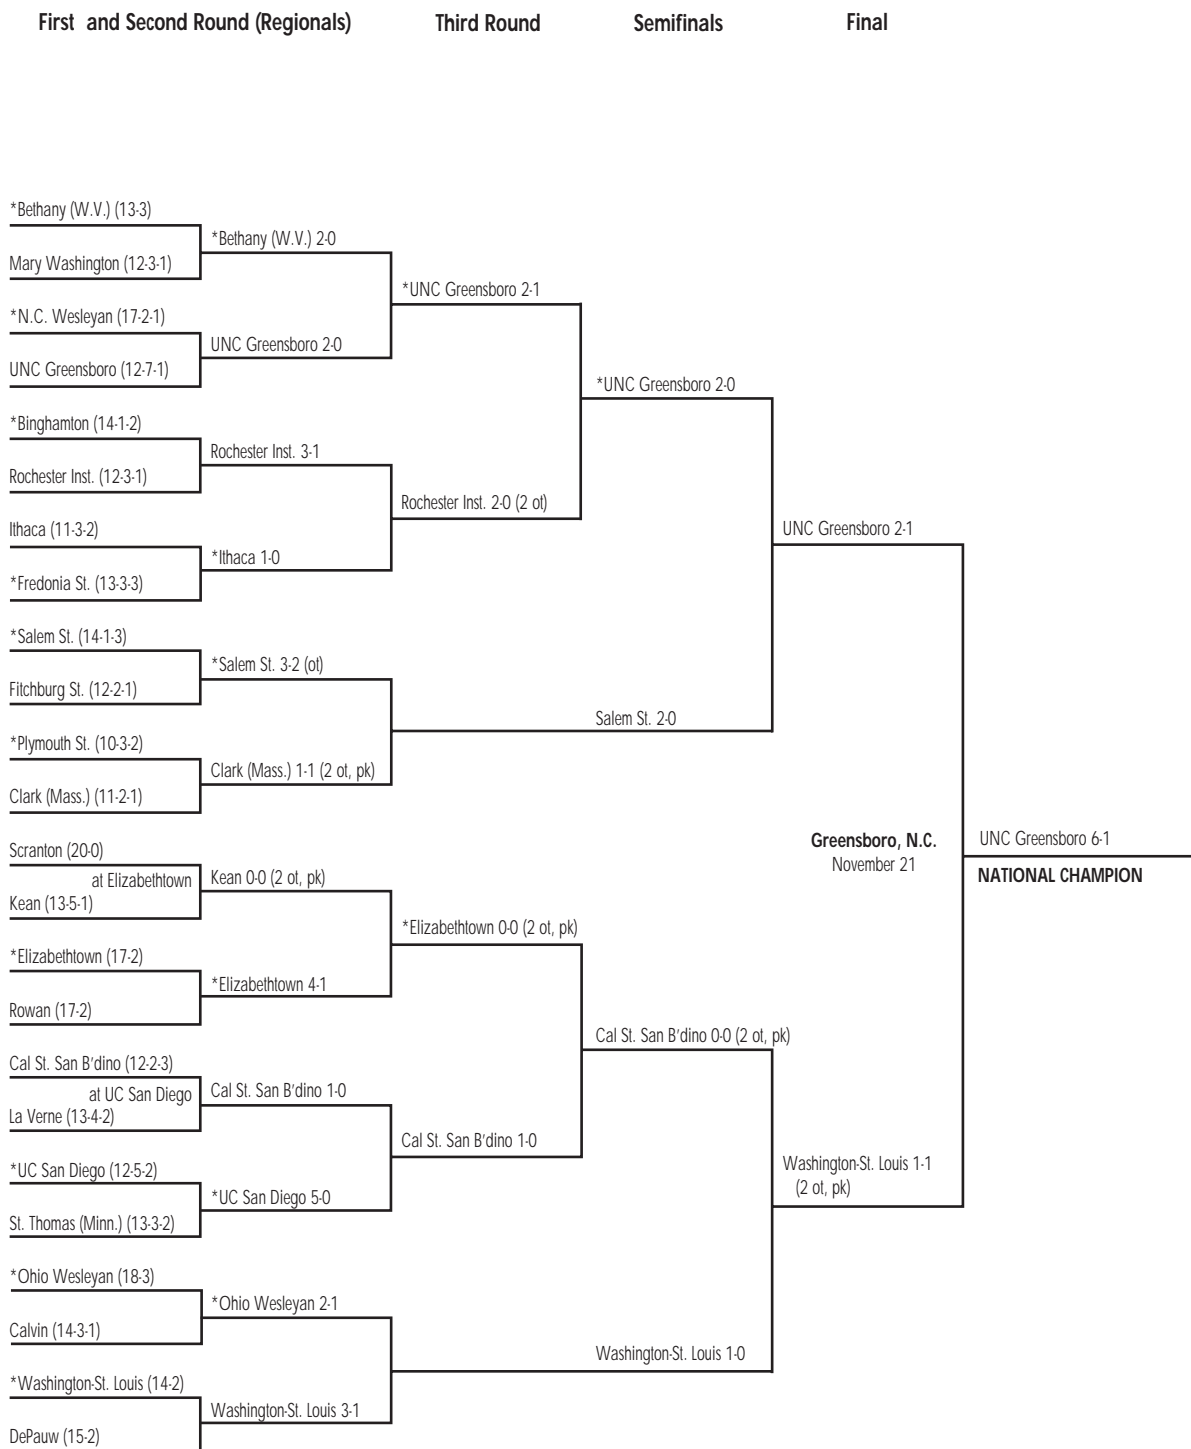 First and Second Round (Regionals)
Third Round
Semifinals
Final
*Bethany (W.V.) (13-3)
Mary Washington (12-3-1)
*N.C. Wesleyan (17-2-1)
UNC Greensboro (12-7-1)
*Binghamton (14-1-2)
Rochester Inst. (12-3-1)
Ithaca (11-3-2)
*Fredonia St. (13-3-3)
*Salem St. (14-1-3)
Fitchburg St. (12-2-1)
*Plymouth St. (10-3-2)
Clark (Mass.) (11-2-1)
Scranton (20-0)
at Elizabethtown
Kean (13-5-1)
*Elizabethtown (17-2)
Rowan (17-2)
Cal St. San B'dino (12-2-3)
at UC San Diego
La Verne (13-4-2)
*UC San Diego (12-5-2)
St. Thomas (Minn.) (13-3-2)
*Ohio Wesleyan (18-3)
Calvin (14-3-1)
*Washington-St. Louis (14-2)
DePauw (15-2)
*Bethany (W.V.) 2-0
UNC Greensboro 2-0
Rochester Inst. 3-1
*Ithaca 1-0
*Salem St. 3-2 (ot)
Clark (Mass.) 1-1 (2 ot, pk)
Kean 0-0 (2 ot, pk)
*Elizabethtown 4-1
Cal St. San B'dino 1-0
*UC San Diego 5-0
*Ohio Wesleyan 2-1
Washington-St. Louis 3-1
*UNC Greensboro 2-1
Rochester Inst. 2-0 (2 ot)
*Elizabethtown 0-0 (2 ot, pk)
Cal St. San B'dino 1-0
*UNC Greensboro 2-0
Salem St. 2-0
Cal St. San B'dino 0-0 (2 ot, pk)
Washington-St. Louis 1-0
UNC Greensboro 2-1
Washington-St. Louis 1-1
(2 ot, pk)
Greensboro, N.C.
November 21
UNC Greensboro 6-1
NATIONAL CHAMPION